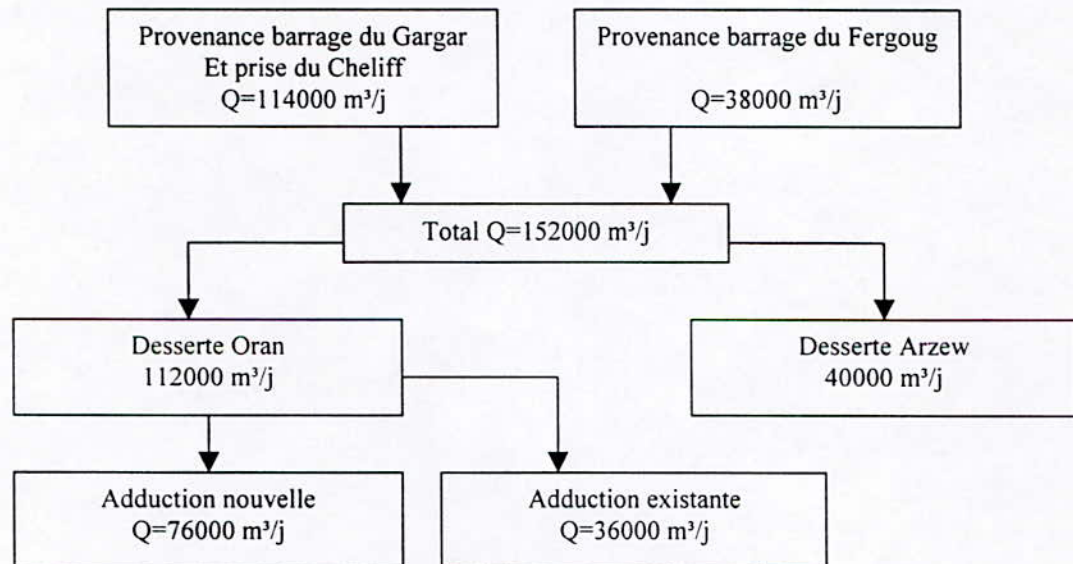 Provenance barrage du Gargar
Et prise du Cheliff
Q=114000 m³/j
Provenance barrage du Fergoug
Q=38000 m³/j
Total Q=152000 m³/j
Desserte Oran
112000 m³/j
Desserte Arzew
40000 m³/j
Adduction nouvelle
Q=76000 m³/j
Adduction existante
Q=36000 m³/j